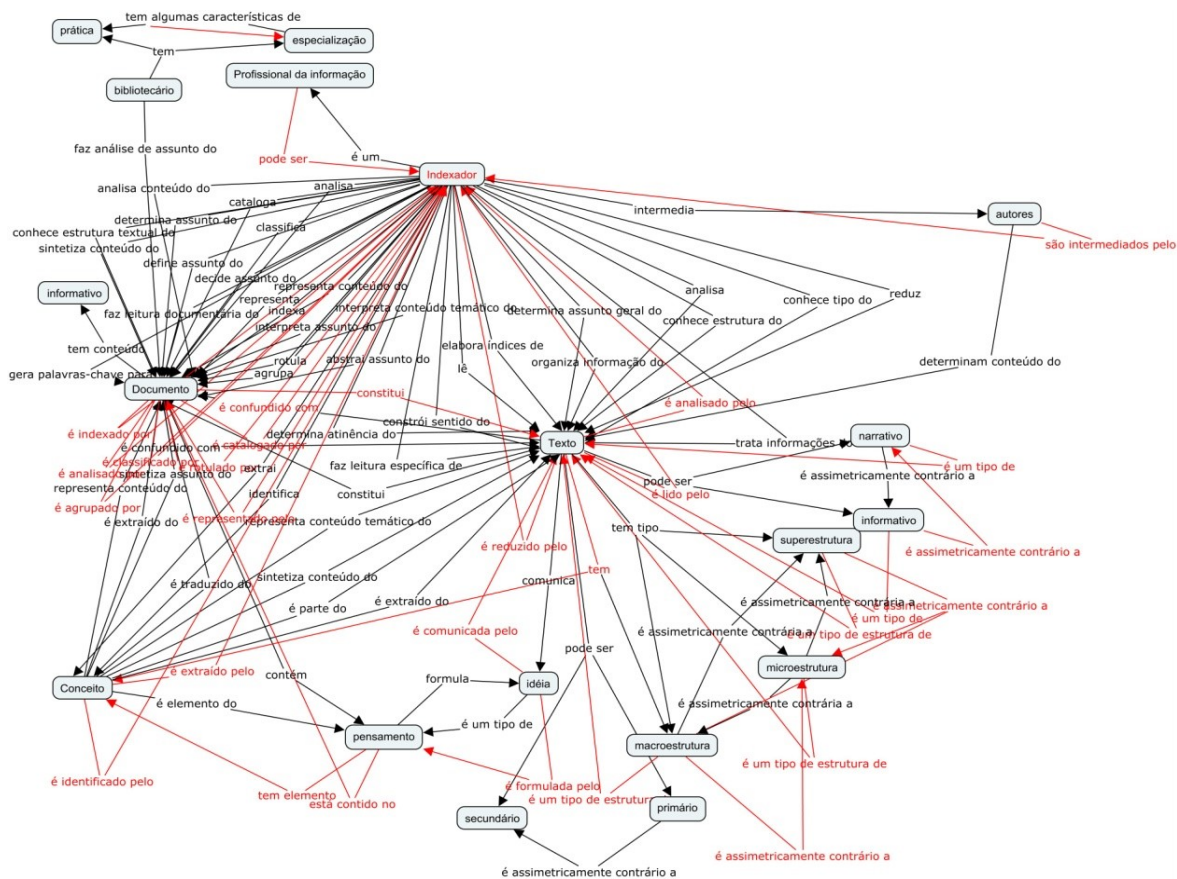 tem algumas características de
prática
especialização
tem
Profissional da informação
bibliotecário
faz análise de assunto do
pode ser
é um
Indexador
analisa conteúdo do
analisa
cataloga
intermedia
autores
determina assunto do
classifica
conhece estrutura textual do
são intermediados pelo
sintetiza conteúdo do
define assunto do
decide assunto do
informativo
representa conteúdo do
analisa
conhece tipo do
reduz
representa
interpreta conteúdo temático do
determina assunto geral do
faz leitura documentária do
indexa
conhece estrutura do
interpreta assunto do
tem conteúdo
elabora índices de
rotula
abstrai assunto do
organiza informação do
determinam conteúdo do
gera palavras-chave para
agrupa
lê
Documento
constitui
é analisado pelo
é confundido com
constrói sentido do
é indexado por
determina atinência do
Texto
trata informações do
narrativo
é confundido com
é catalogado por
é classificado por
é um tipo de
é analisado
sintetiza assunto do
é rotulado por
extrai
faz leitura específica de
é assimetricamente contrário a
representa conteúdo do
identifica
constitui
é lido pelo
pode ser
é agrupado por
é representado pelo
informativo
é extraído do
representa conteúdo temático do
tem tipo
superestrutura
é reduzido pelo
é assimetricamente contrário a
é traduzido do
sintetiza conteúdo do
tem
comunica
é parte do
é extraído do
é assimetricamente contrária a
é assimetricamente contrário a
é um tipo de
é comunicada pelo
é assimetricamente contrária a
é um tipo de estrutura de
pode ser
é extraído pelo
contém
microestrutura
Conceito
formula
idéia
é elemento do
é um tipo de
é assimetricamente contrária a
pensamento
macroestrutura
é identificado pelo
é um tipo de estrutura de
tem elemento
é formulada pelo
está contido no
é um tipo de estrutura
primário
secundário
é assimetricamente contrário a
é assimetricamente contrário a